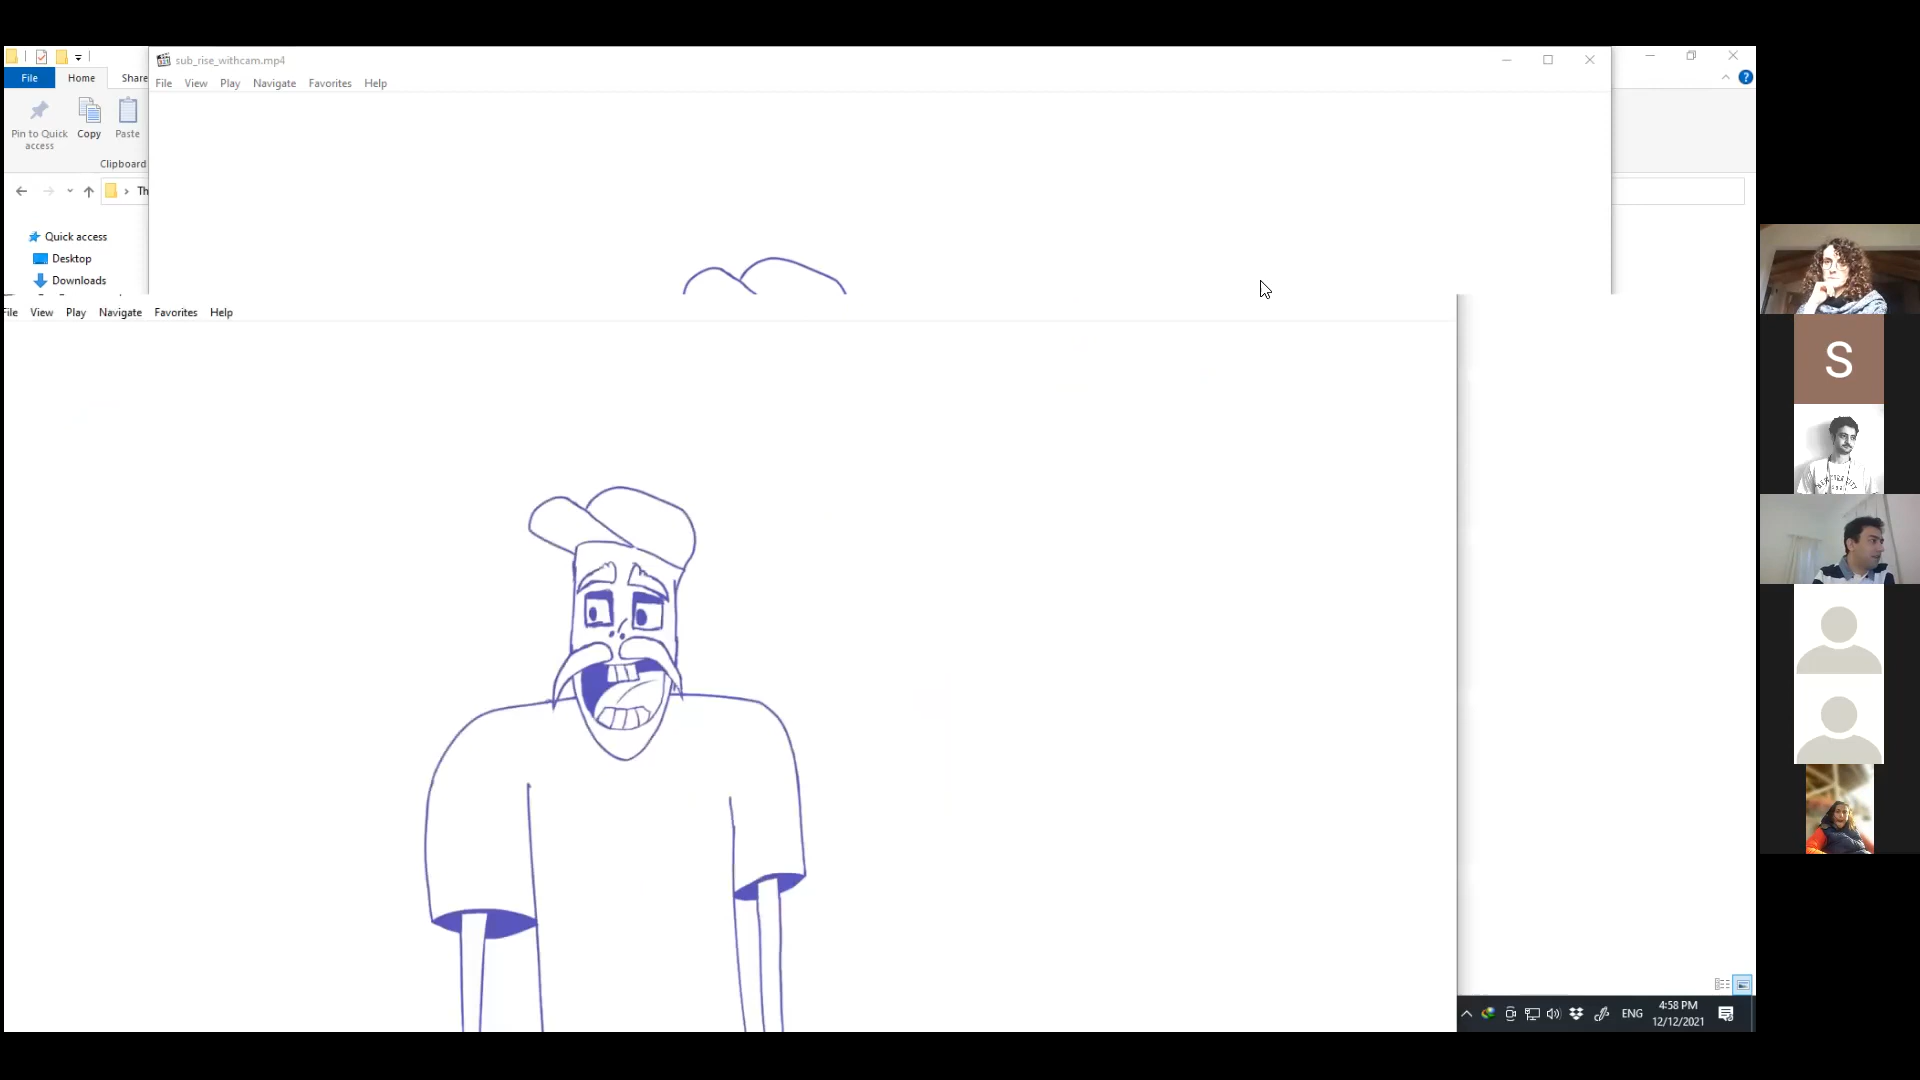 sub_rise_withcam.mp4
File View Play Navigate Favorites Help
File Home Share
Pin to Quick access
Copy
Paste
Clipboard
Th
Quick access
Desktop
Downloads
File View Play Navigate Favorites Help
S
ENG
4:58 PM
12/12/2021